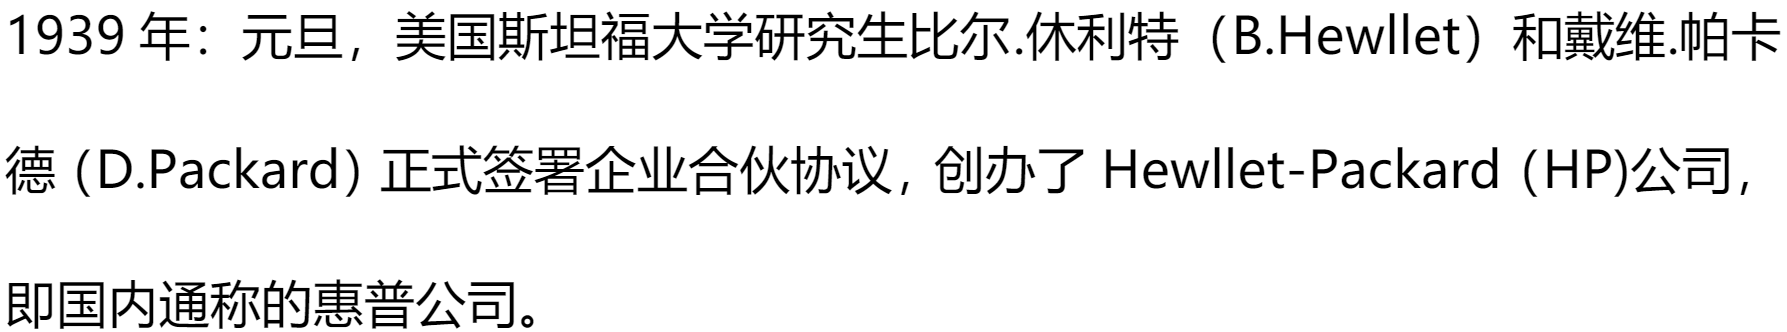 1939 年：元旦，美国斯坦福大学研究生比尔.休利特（B.Hewllet）和戴维.帕卡
德（D.Packard）正式签署企业合伙协议，创办了 Hewllet-Packard（HP)公司，
即国内通称的惠普公司。